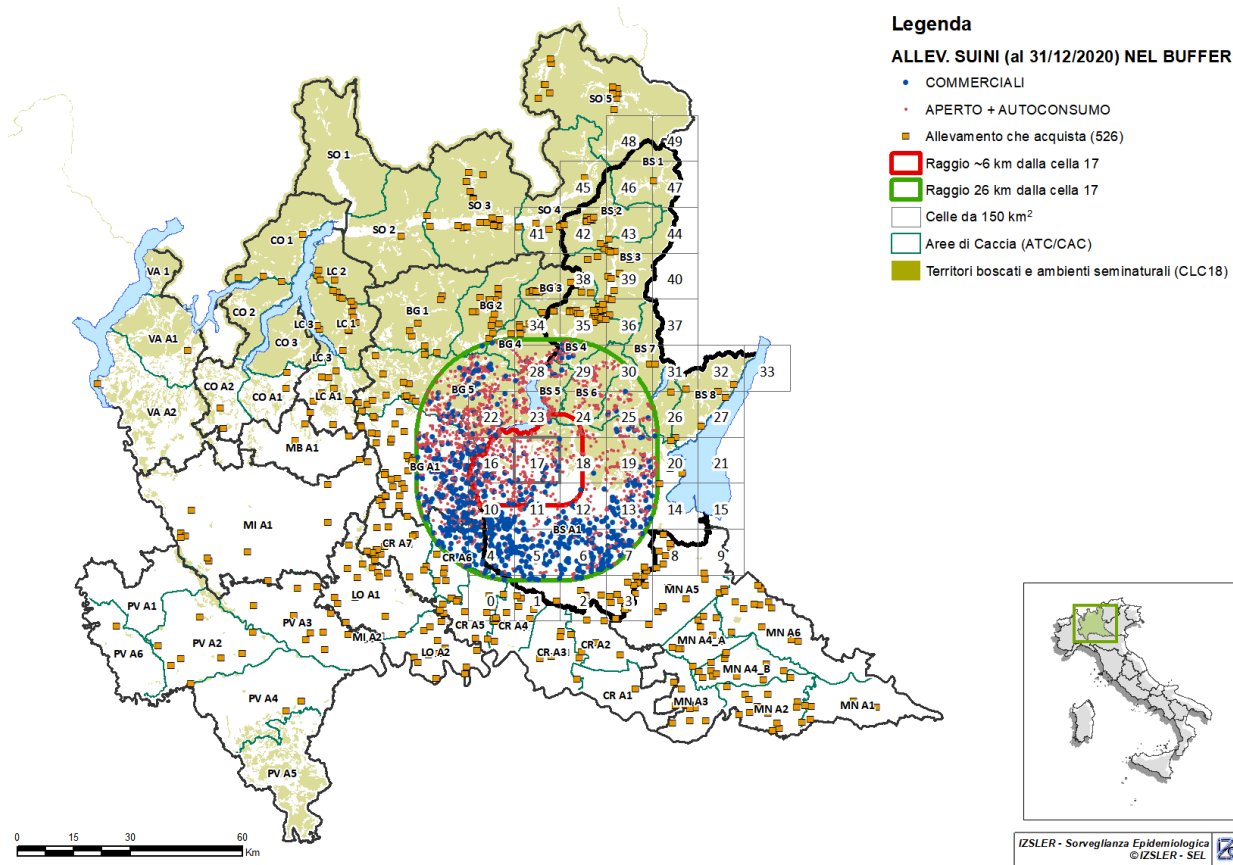 Legenda
ALLEV. SUINI (al 31/12/2020) NEL BUFFER
COMMERCIALI
APERTO + AUTOCONSUMO
Allevamento che acquista (526)
Raggio ~6 km dalla cella 17
Raggio 26 km dalla cella 17
Celle da 150 km²
Aree di Caccia (ATC/CAC)
Territori boscati e ambienti seminaturali (CLC18)
SO 5
48 49
SO 1
BS 1
45 46 47
SO 3
SO 4
BS 2
CO 1
SO 2
41 42 43 44
BS 3
VA 1
LC 2
38 39 40
CO 2
BG 3
BG 2
BG 1
LC 3
LC 1
34 35 36 37
VA A1
CO 3
BG 4
BS 4
BS 7
LC 3
28 29 30 31 32 33
CO A2
BG 5
BS 5
BS 6
BS 8
CO A1
LC A1
VA A2
22 23 24 25 26 27
MB A1
BG A1
16 17 18 19 20 21
10 11 12 13 14 15
MI A1
BS A1
CR A7
CR A6
4 5 6 7 8 9
MN A5
LO A1
PV A1
0 1 2 3
PV A3
CR A5
CR A4
MI A2
MN A6
PV A2
MN A4_A
PV A6
LO A2
CR A3
CR A2
MN A4_B
PV A4
CR A1
MN A3
MN A2
MN A1
PV A5
0 15 30 60
Km
IZSLER - Sorveglianza Epidemiologica
©IZSLER - SEL